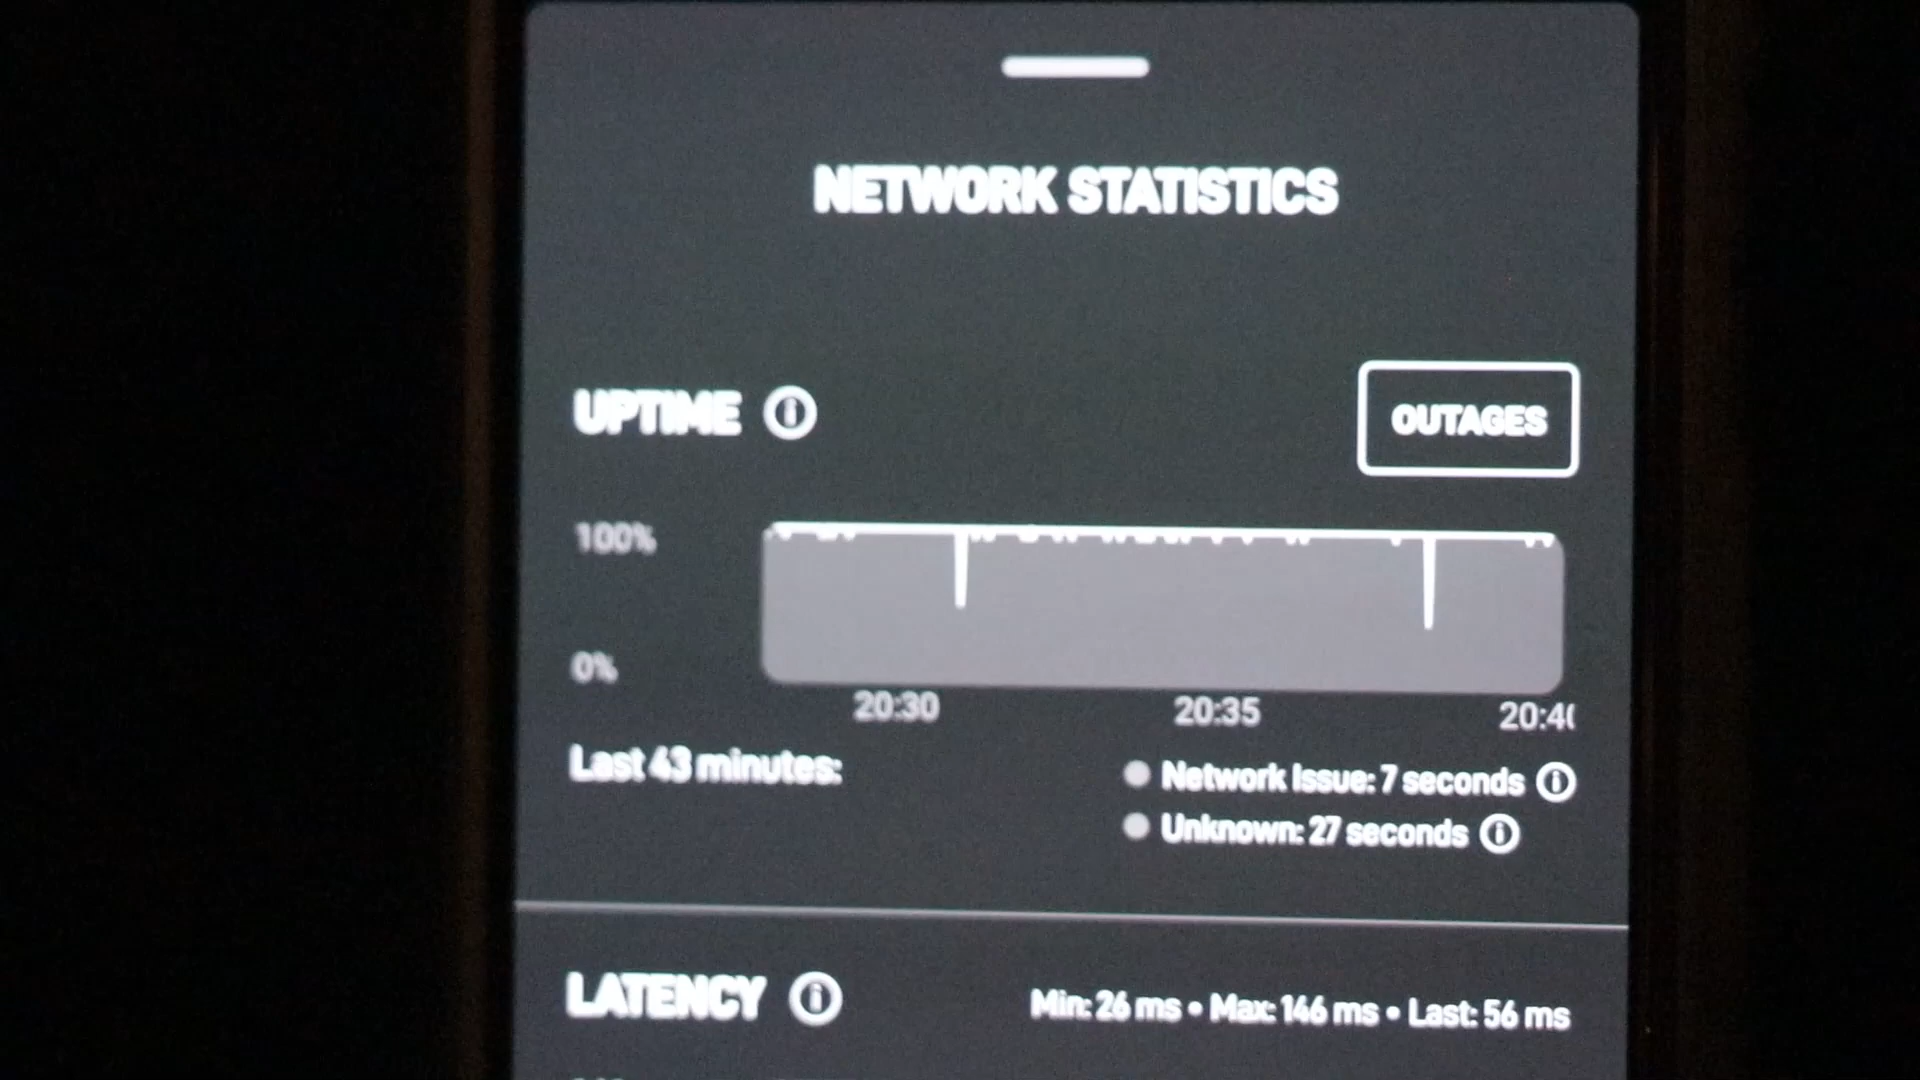 NETWORK STATISTICS
UPTIME
OUTAGES
100%
0%
20:30 20:35
Last 43 minutes:
Network Issue: 7 seconds
Unknown: 27 seconds
LATENCY
Min: 26 ms • Max: 146 ms • Last: 56 ms